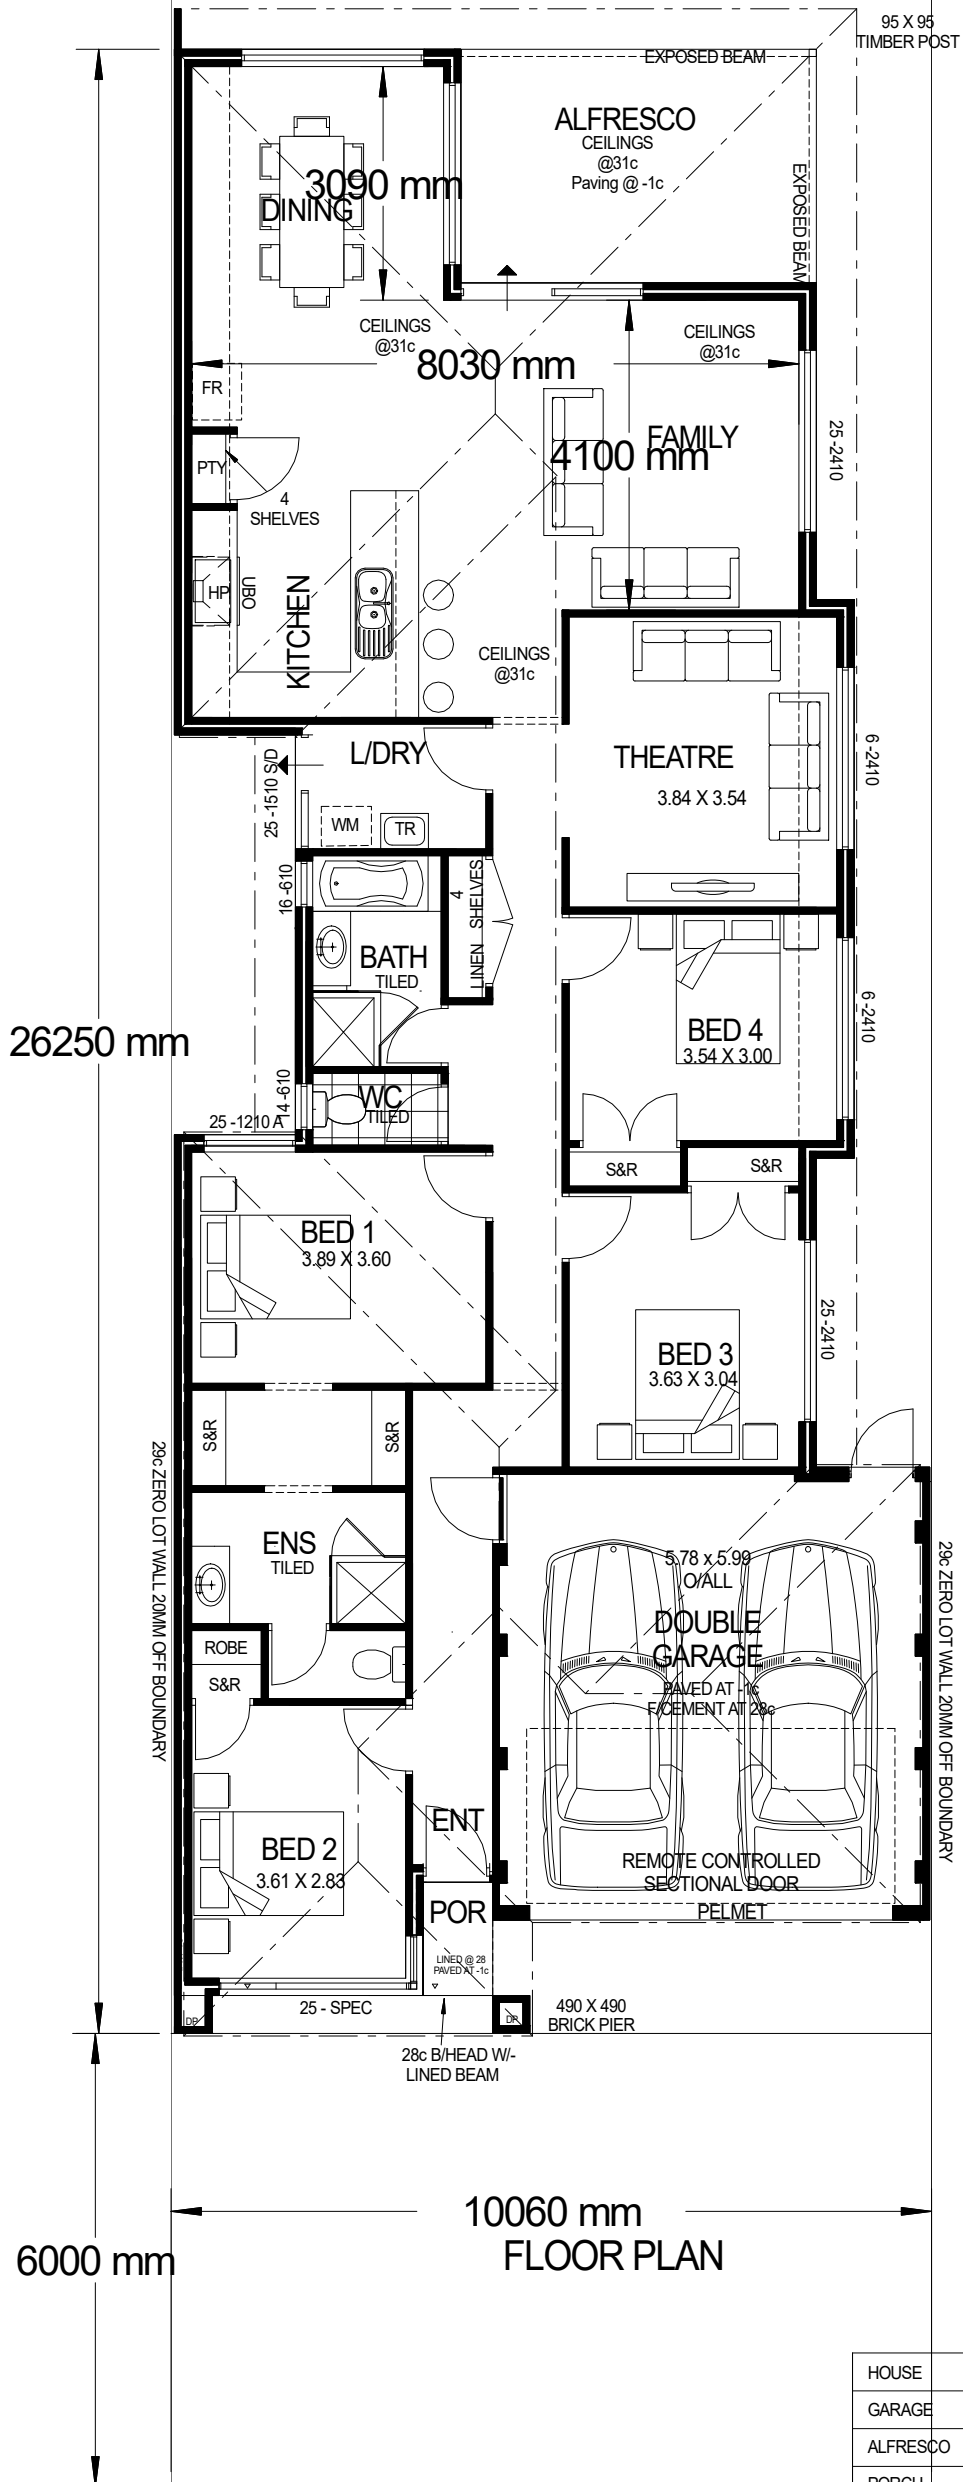 95 X 95
TIMBER POST
EXPOSED BEAM
ALFRESCO
CEILINGS
@31c
Paving @ -1c
EXPOSED BEAM
3090 mm
DINING
CEILINGS
@31c
CEILINGS
@31c
8030 mm
FR
FAMILY
4100 mm
25 -2410
PTY
4
SHELVES
HP
UBO
KITCHEN
CEILINGS
@31c
L/DRY
25 -1510 S/D
WM
TR
THEATRE
3.84 X 3.54
6 -2410
16 -610
4
SHELVES
LINEN
BATH
TILED
BED 4
3.54 X 3.00
6 -2410
26250 mm
14 -610
WC
TILED
25 -1210 A
S&R
S&R
BED 1
3.89 X 3.60
BED 3
3.63 X 3.04
25 -2410
S&R
S&R
29c ZERO LOT WALL 20MM OFF BOUNDARY
ENS
TILED
5.78 x 5.99
O/ALL
DOUBLE
GARAGE
PAVED AT -1c
F/CEMENT AT 28c
29c ZERO LOT WALL 20MM OFF BOUNDARY
ROBE
S&R
ENT
BED 2
3.61 X 2.83
REMOTE CONTROLLED
SECTIONAL DOOR
PELMET
POR
LINED @ 28
PAVED AT -1c
25 - SPEC
DP
DP
490 X 490
BRICK PIER
28c B/HEAD W/-
LINED BEAM
10060 mm
FLOOR PLAN
6000 mm
HOUSE
GARAGE
ALFRESCO
PORCH